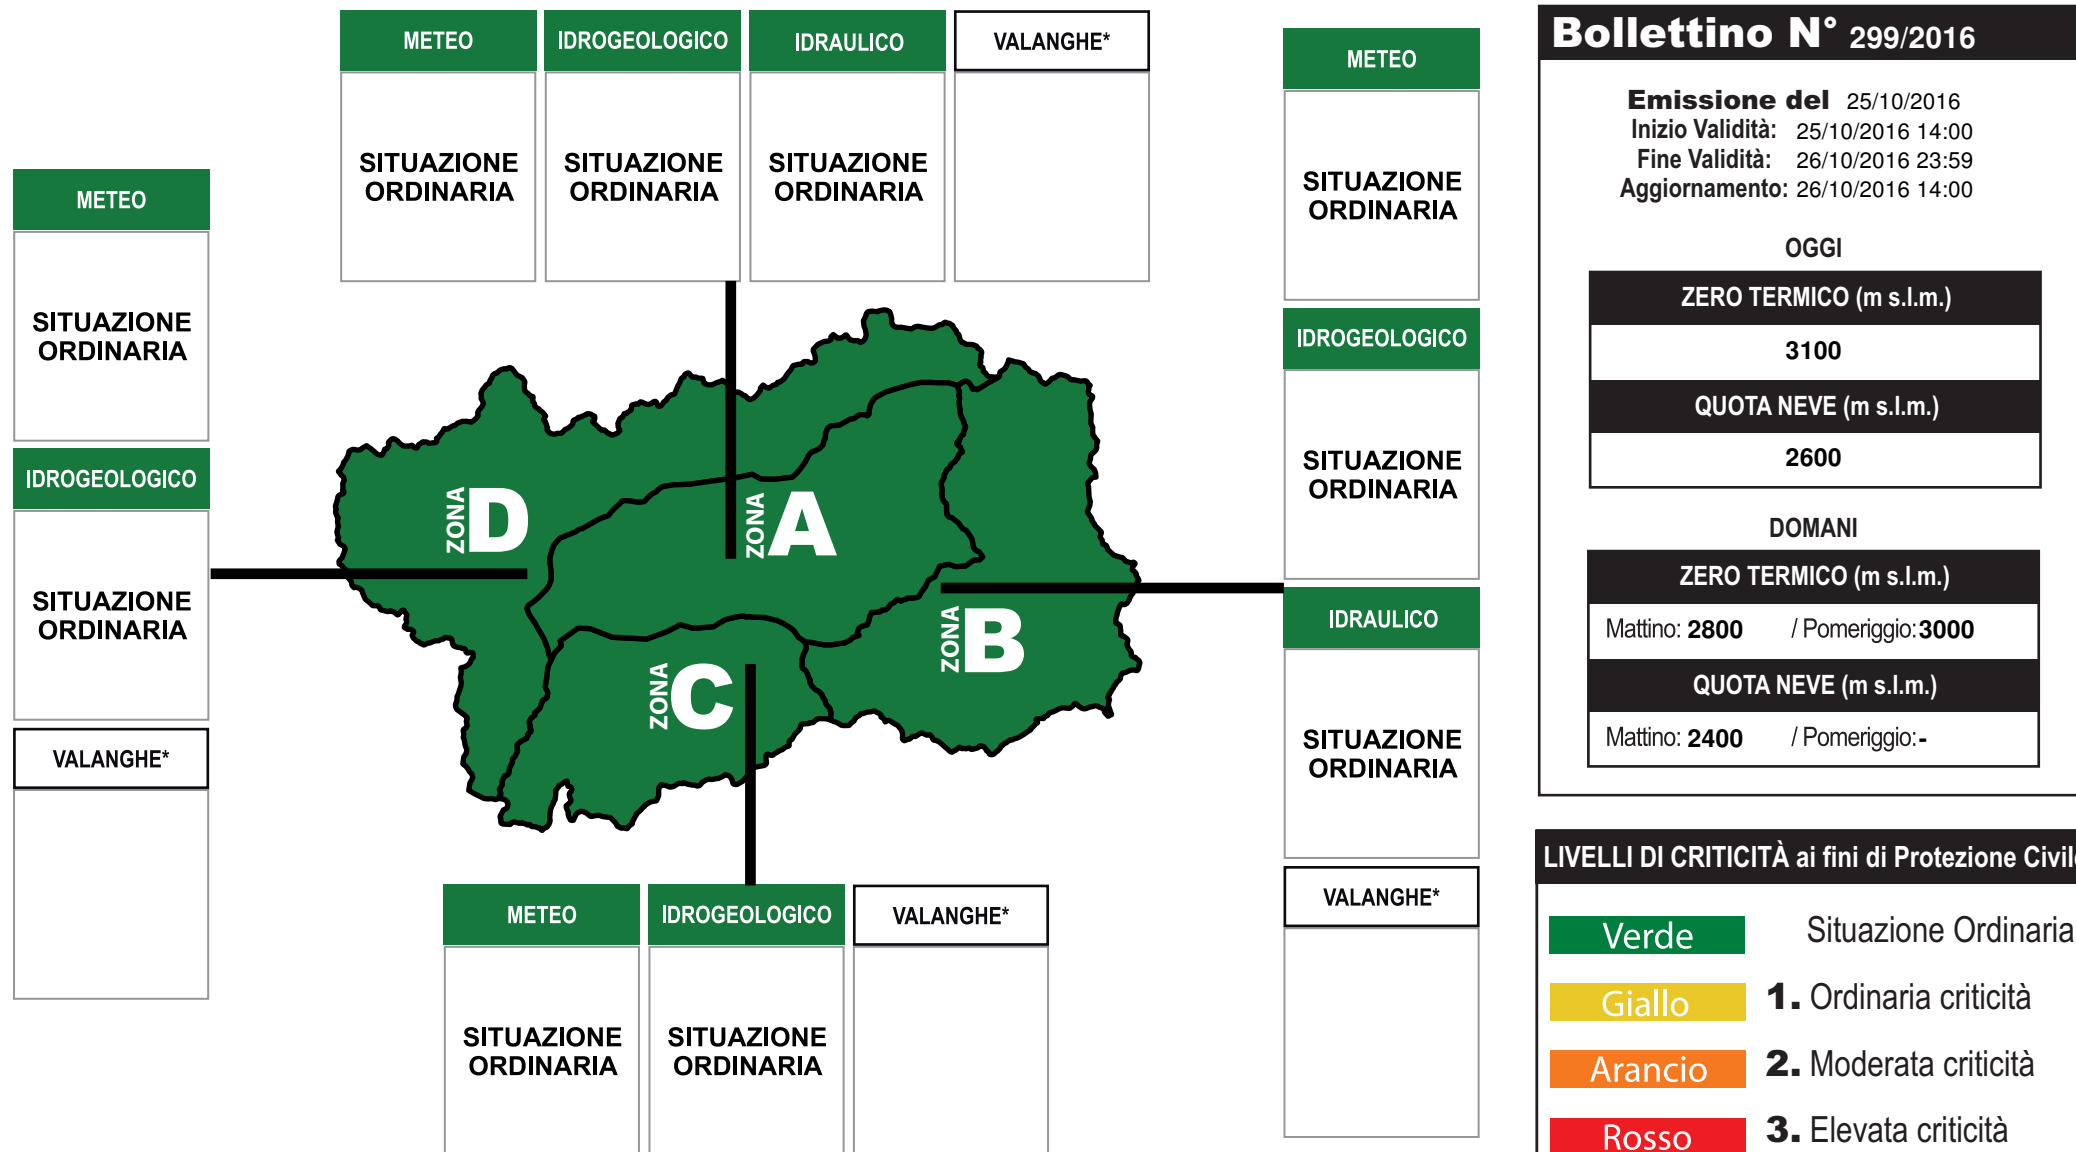 METEO
IDROGEOLOGICO
IDRAULICO
VALANGHE*
SITUAZIONE
ORDINARIA
SITUAZIONE
ORDINARIA
SITUAZIONE
ORDINARIA
METEO
SITUAZIONE
ORDINARIA
IDROGEOLOGICO
SITUAZIONE
ORDINARIA
VALANGHE*
ZONA D
ZONA A
ZONA B
ZONA C
METEO
SITUAZIONE
ORDINARIA
IDROGEOLOGICO
SITUAZIONE
ORDINARIA
IDRAULICO
SITUAZIONE
ORDINARIA
VALANGHE*
METEO
IDROGEOLOGICO
VALANGHE*
SITUAZIONE
ORDINARIA
SITUAZIONE
ORDINARIA
Bollettino N° 299/2016
Emissione del 25/10/2016
Inizio Validità: 25/10/2016 14:00
Fine Validità: 26/10/2016 23:59
Aggiornamento: 26/10/2016 14:00
OGGI
ZERO TERMICO (m s.l.m.)
3100
QUOTA NEVE (m s.l.m.)
2600
DOMANI
ZERO TERMICO (m s.l.m.)
Mattino: 2800 / Pomeriggio: 3000
QUOTA NEVE (m s.l.m.)
Mattino: 2400 / Pomeriggio: -
LIVELLI DI CRITICITÀ ai fini di Protezione Civile
Verde Situazione Ordinaria
Giallo 1. Ordinaria criticità
Arancio 2. Moderata criticità
Rosso 3. Elevata criticità